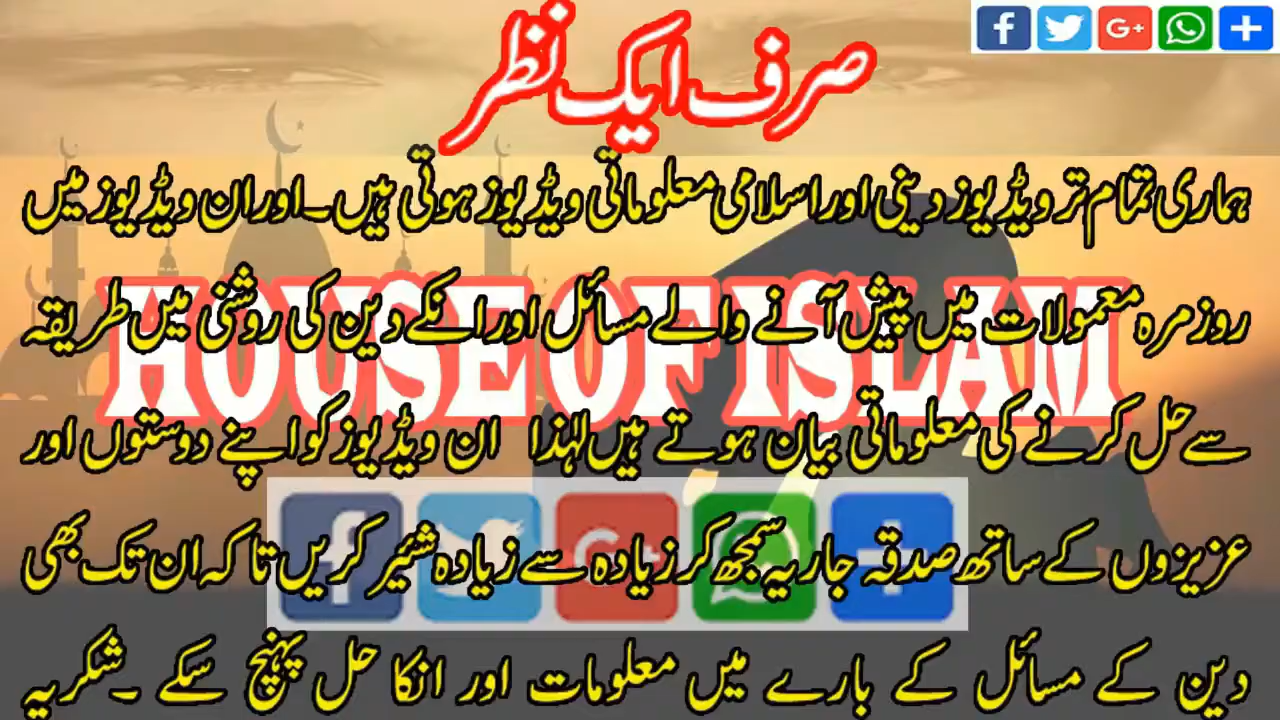 صرف ایک نظر
ہماری تمام تر ویڈیوز دینی اور اسلامی معلوماتی ویڈیوز ہوتی ہیں۔ اور ان ویڈیوز میں
HOUSE OF ISLAM
روزمرہ معمولات میں پیش آنے والے مسائل اور انکے دین کی روشنی میں طریقہ
سے حل کرنے کی معلوماتی بیان ہوتے ہیں لہٰذا ان ویڈیوز کو اپنے دوستوں اور
عزیزوں کے ساتھ صدقہ جاریہ سمجھ کر زیادہ سے زیادہ شئیر کریں تاکہ ان تک بھی
دین کے مسائل کے بارے میں معلومات اور انکا حل پہنچ سکے ۔شکریہ